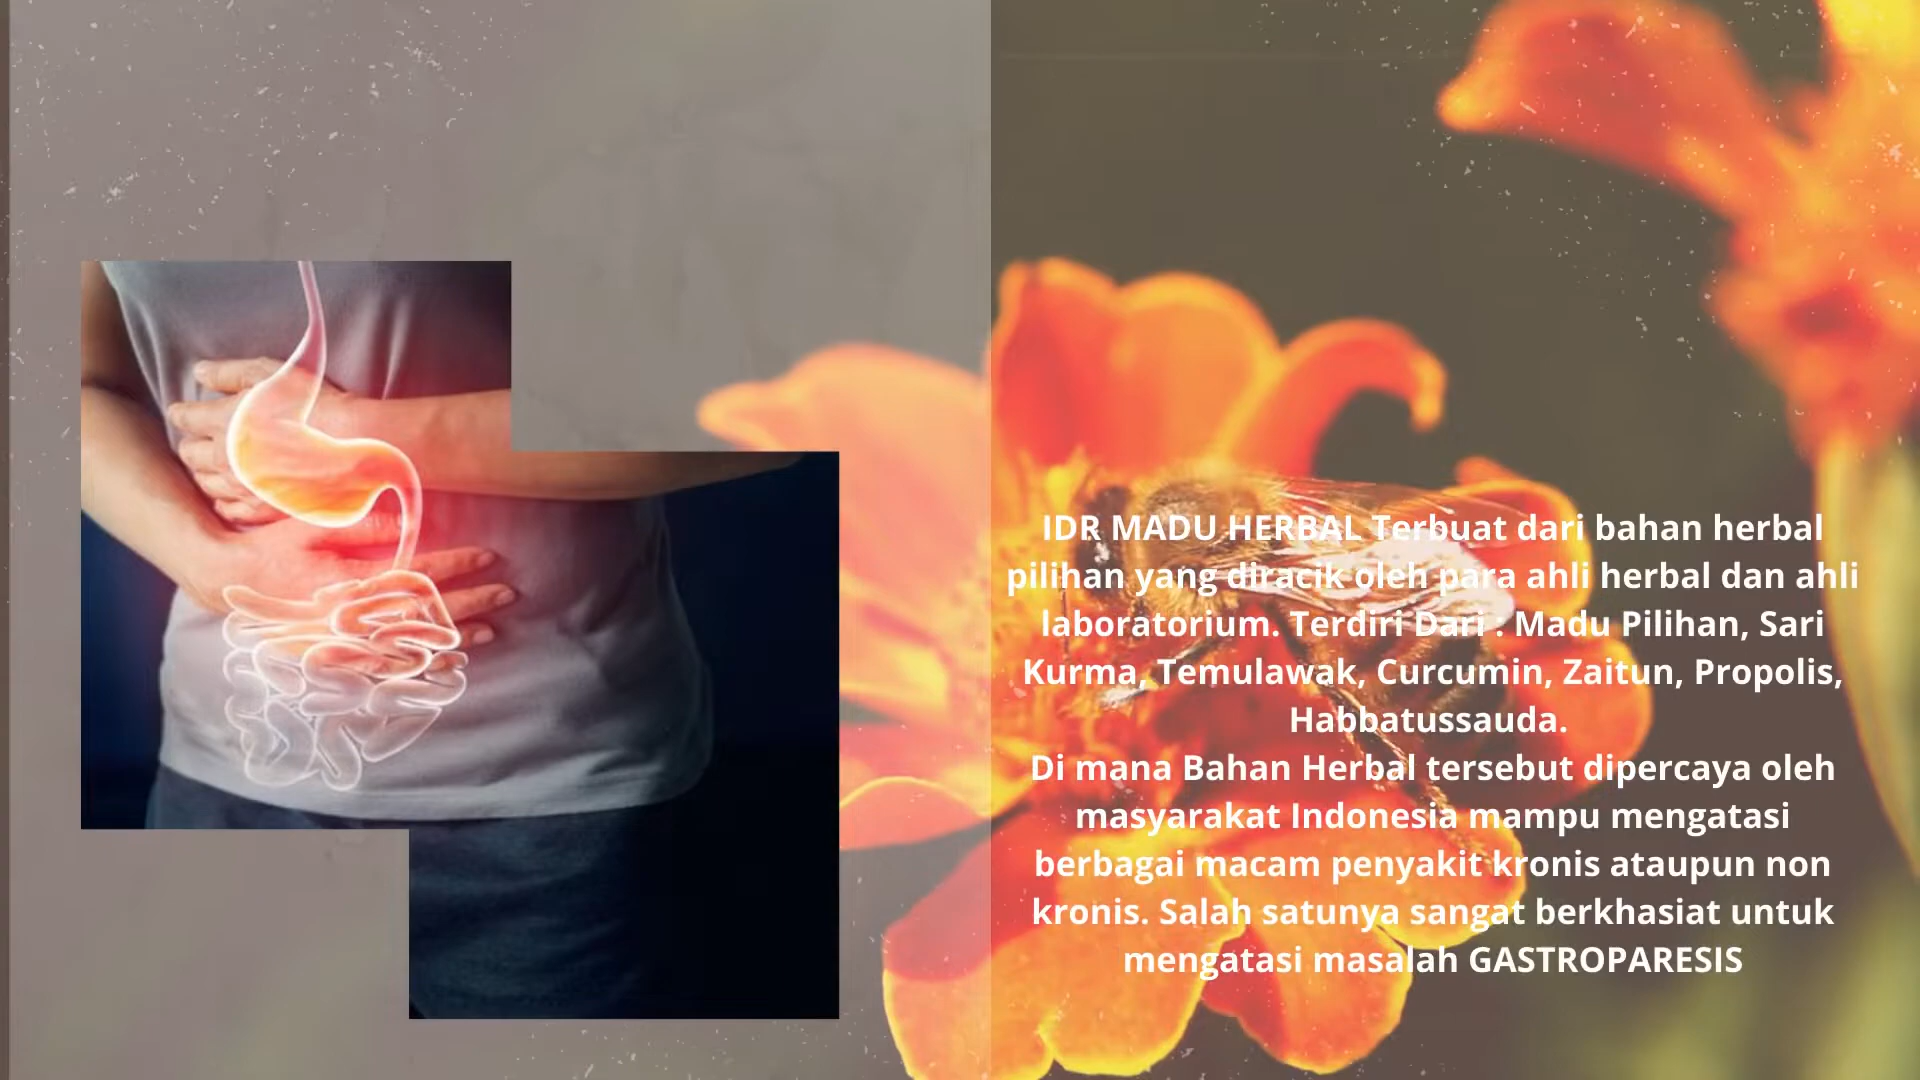 IDR MADU HERBAL Terbuat dari bahan herbal
pilihan yang diracik oleh para ahli herbal dan ahli
laboratorium. Terdiri Dari : Madu Pilihan, Sari
Kurma, Temulawak, Curcumin, Zaitun, Propolis,
Habbatussauda.
Di mana Bahan Herbal tersebut dipercaya oleh
masyarakat Indonesia mampu mengatasi
berbagai macam penyakit kronis ataupun non
kronis. Salah satunya sangat berkhasiat untuk
mengatasi masalah GASTROPARESIS